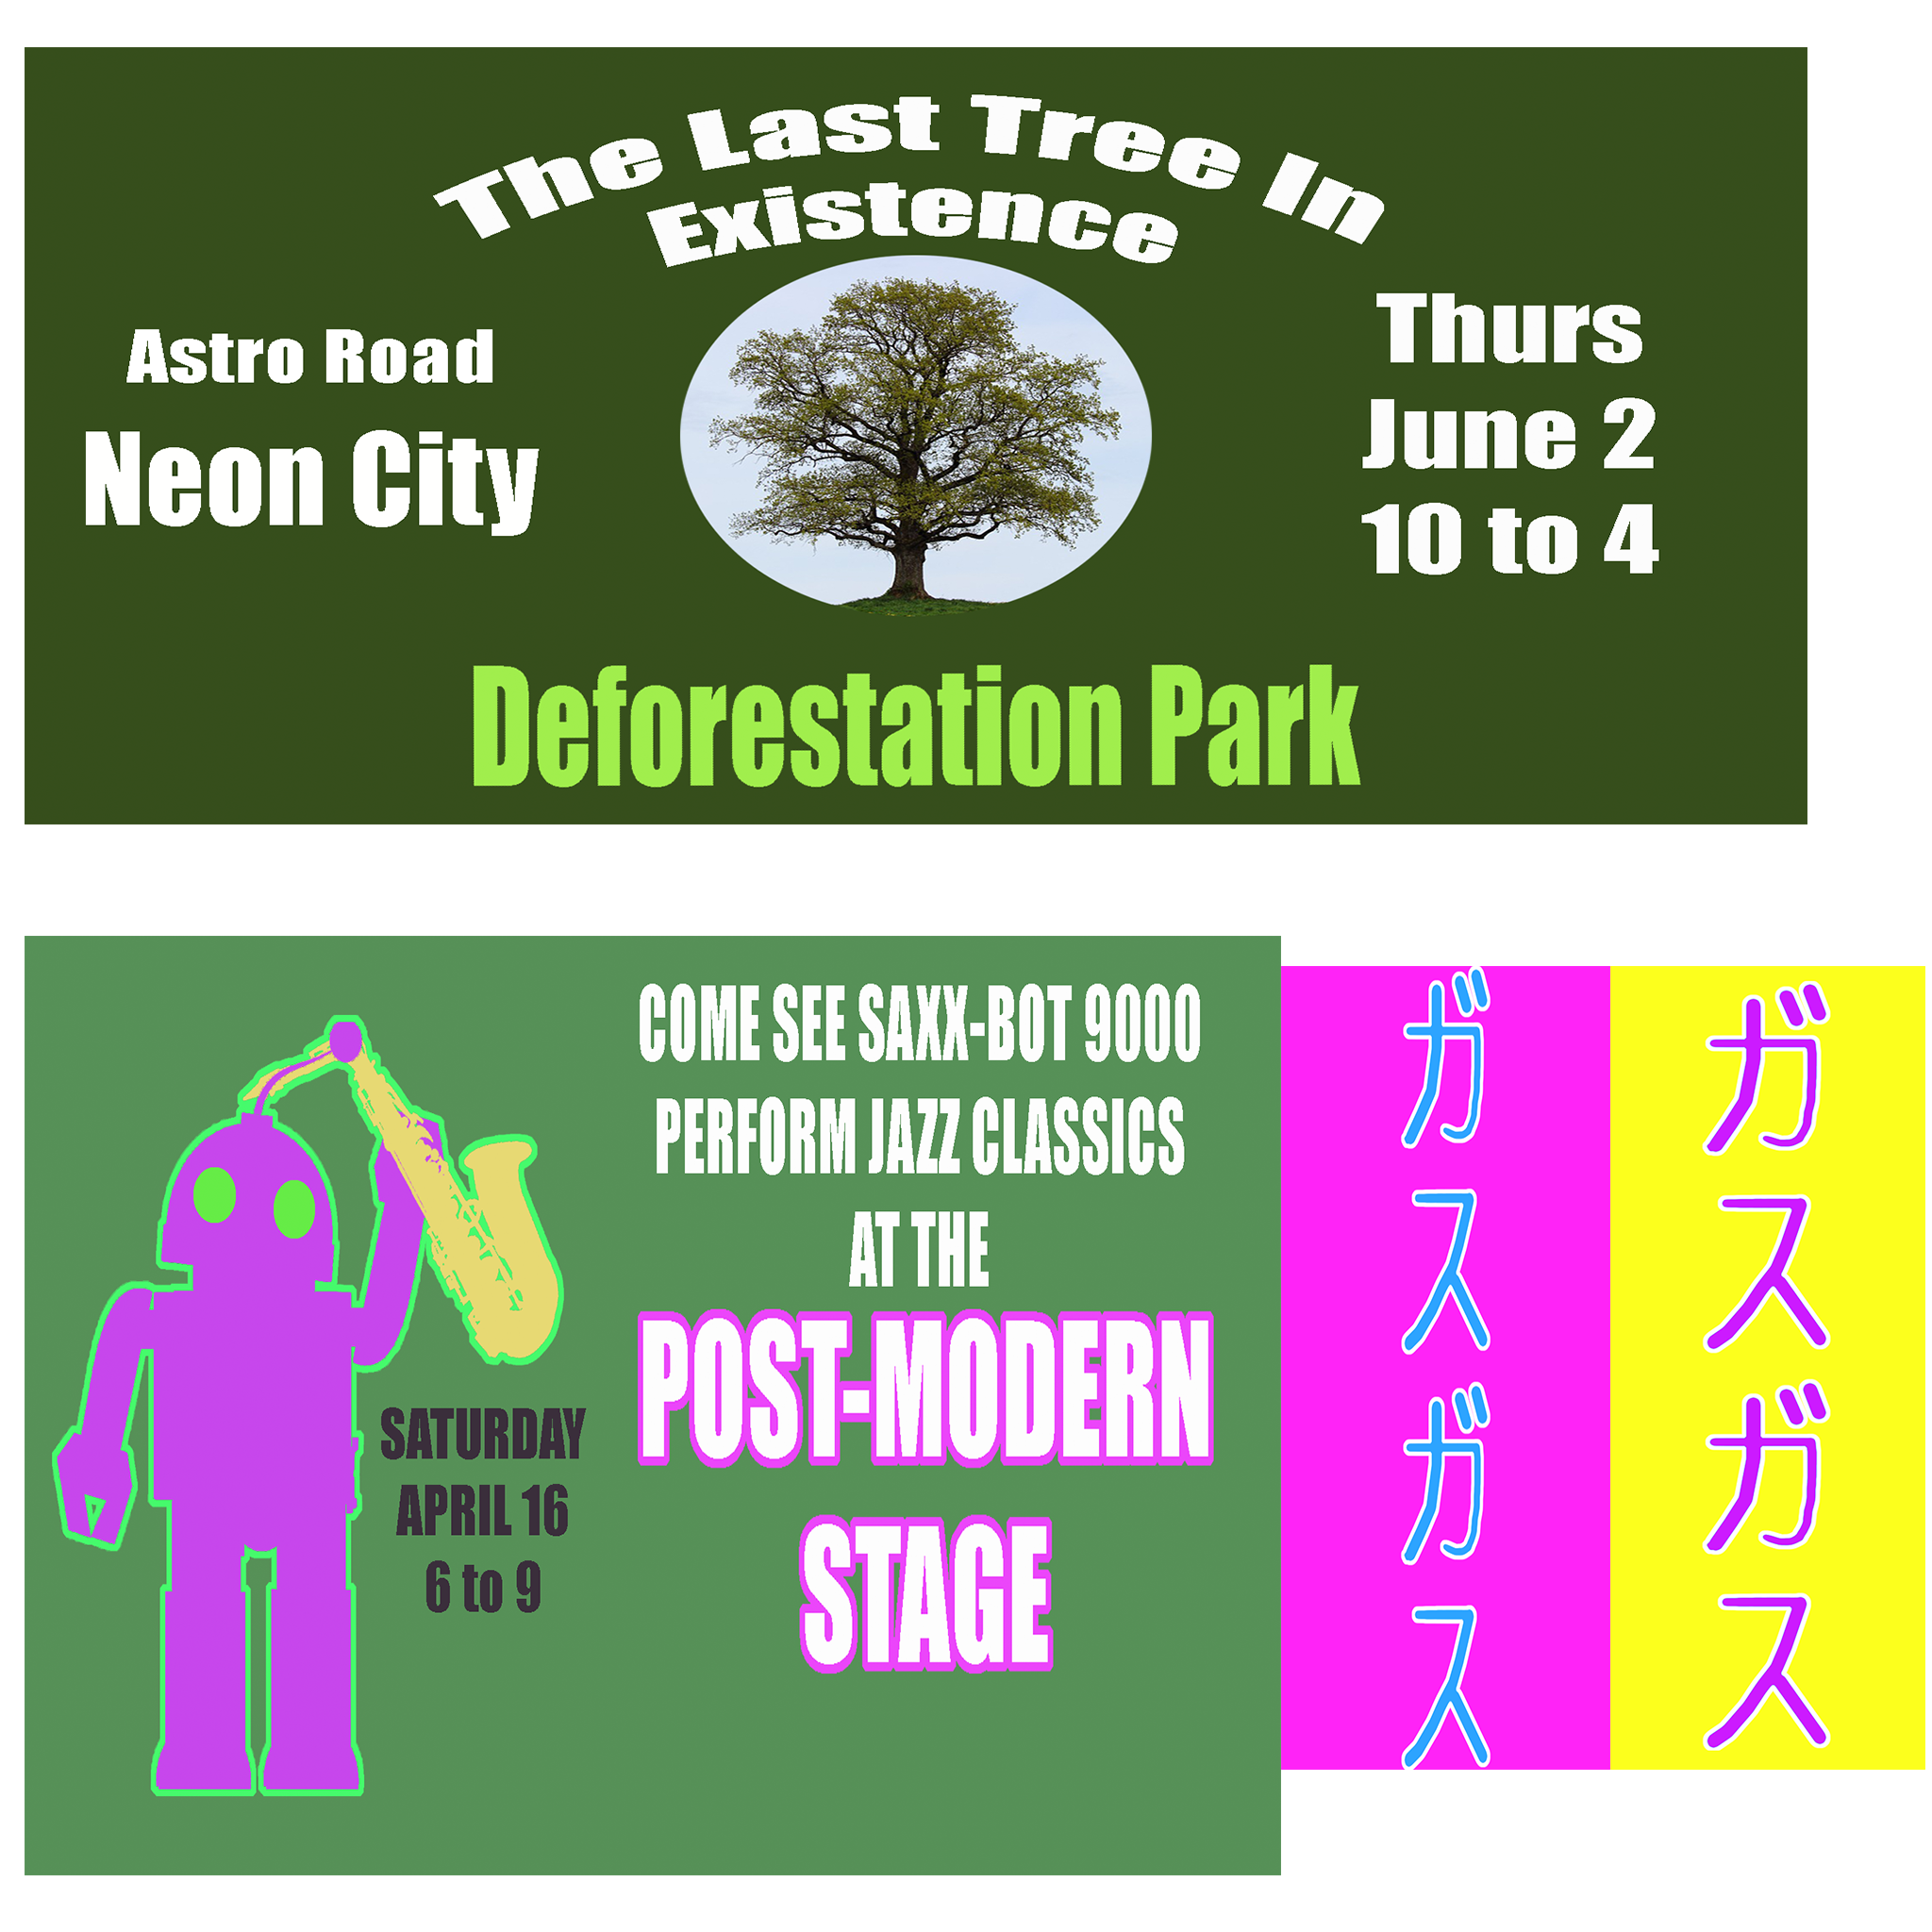 The Last Tree In
Existence
Astro Road
Neon City
Thurs
June 2
10 to 4
Deforestation Park
COME SEE SAXX-BOT 9000
PERFORM JAZZ CLASSICS
AT THE
POST-MODERN
STAGE
SATURDAY
APRIL 16
6 to 9
ガスガス
ガスガス